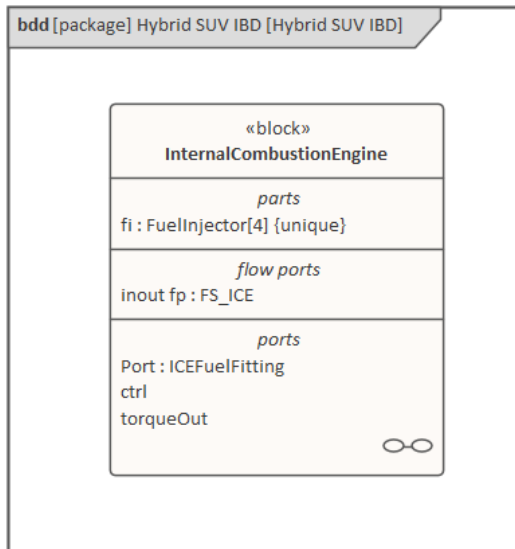 bdd [package] Hybrid SUV IBD [Hybrid SUV IBD]
«block»
InternalCombustionEngine
parts
fi : FuelInjector[4] {unique}
flow ports
inout fp : FS_ICE
ports
Port : ICEFuelFitting
ctrl
torqueOut